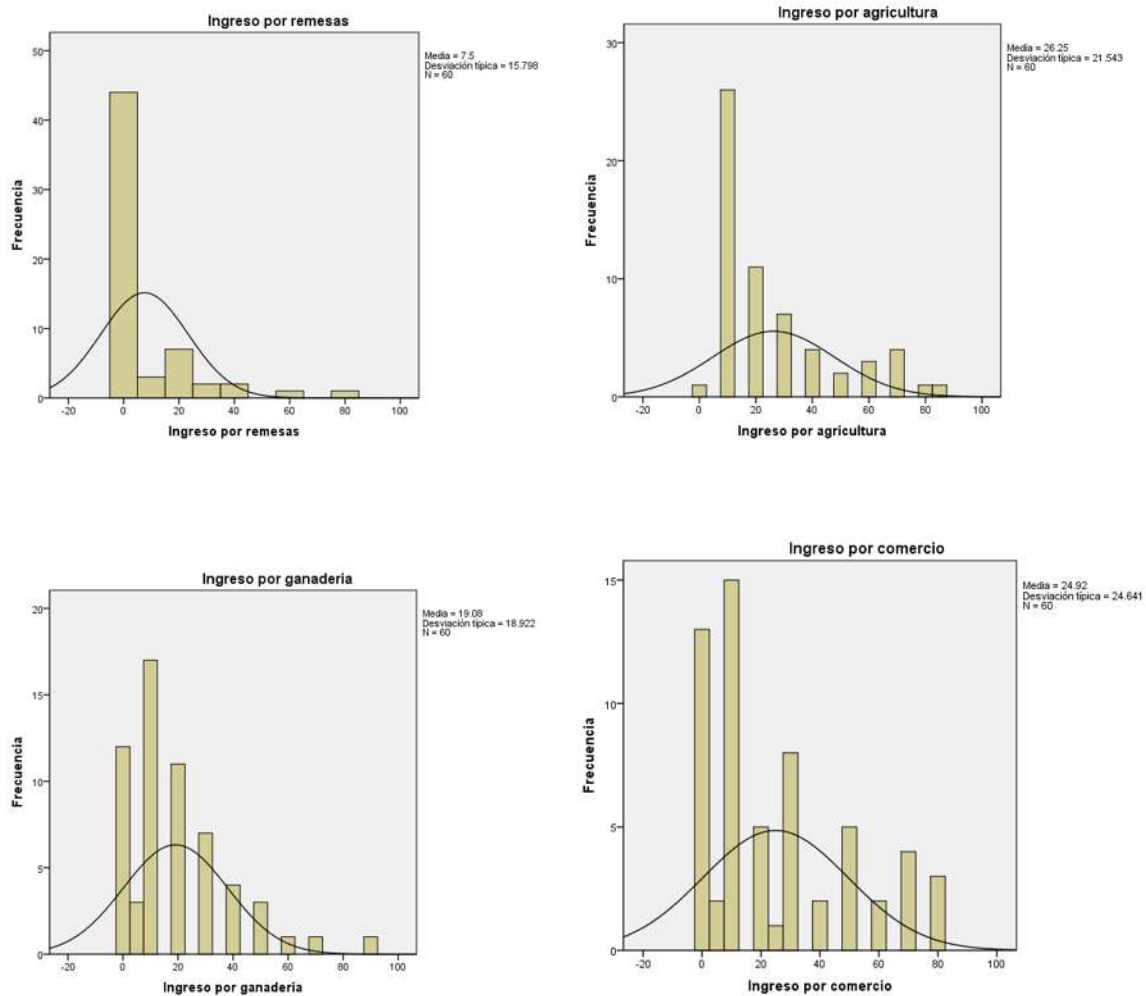 Ingreso por remesas
Media = 7.5
Desviación típica = 15.798
N = 60
50
40
30
20
10
0
Frecuencia
-20 0 20 40 60 80 100
Ingreso por remesas
Ingreso por agricultura
Media = 26.25
Desviación típica = 21.543
N = 60
30
20
10
0
Frecuencia
-20 0 20 40 60 80 100
Ingreso por agricultura
Ingreso por ganaderia
Media = 19.08
Desviación típica = 18.922
N = 60
20
15
10
5
0
Frecuencia
-20 0 20 40 60 80 100
Ingreso por ganaderia
Ingreso por comercio
Media = 24.92
Desviación típica = 24.641
N = 60
15
10
5
0
Frecuencia
-20 0 20 40 60 80 100
Ingreso por comercio